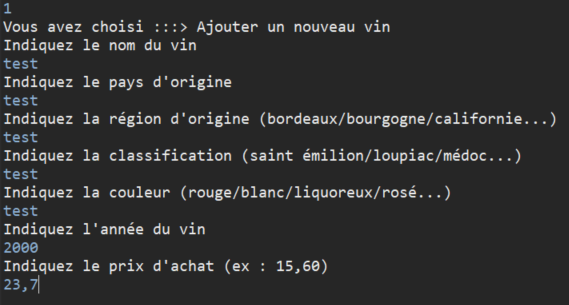 1
Vous avez choisi :::> Ajouter un nouveau vin
Indiquez le nom du vin
test
Indiquez le pays d'origine
test
Indiquez la région d'origine (bordeaux/bourgogne/californie...)
test
Indiquez la classification (saint émilion/loupiac/médoc...)
test
Indiquez la couleur (rouge/blanc/liquoreux/rosé...)
test
Indiquez l'année du vin
2000
Indiquez le prix d'achat (ex : 15,60)
23,7